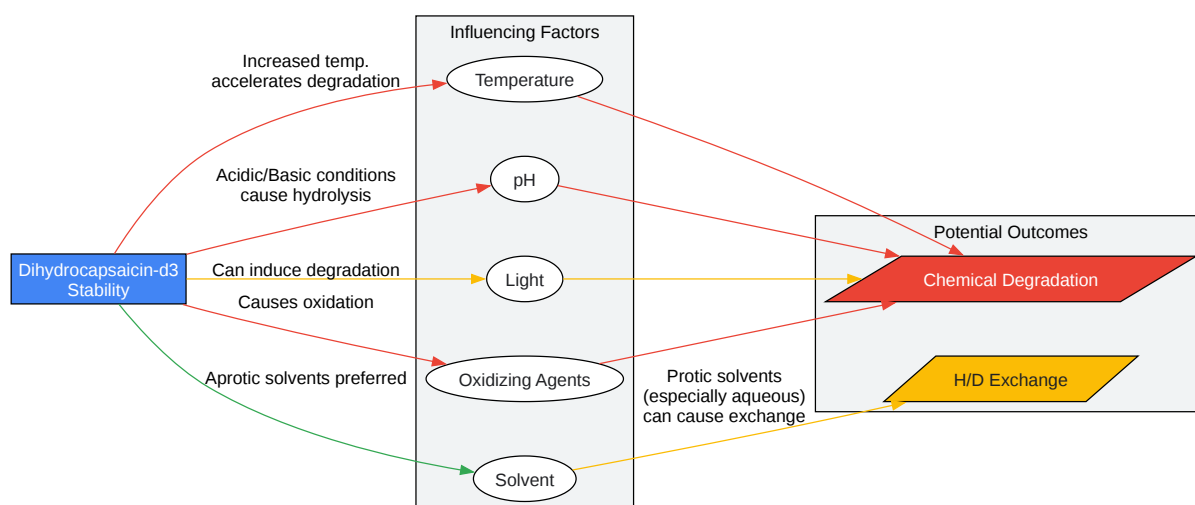 Influencing Factors
Increased temp.
accelerates degradation
Temperature
Acidic/Basic conditions
cause hydrolysis
pH
Potential Outcomes
Dihydrocapsaicin-d3
Stability
Can induce degradation
Light
Chemical Degradation
Causes oxidation
Aprotic solvents preferred
Oxidizing Agents
Protic solvents
(especially aqueous)
can cause exchange
H/D Exchange
Solvent